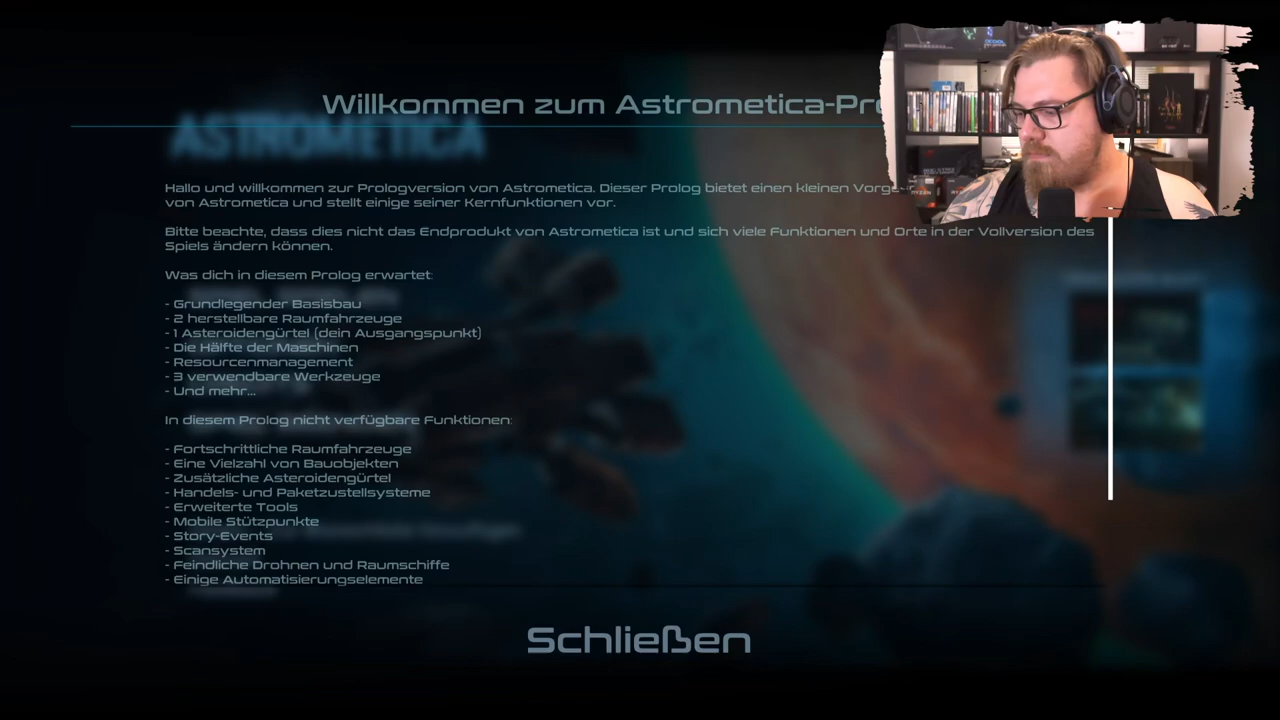 Willkommen zum Astrometica-Pro
ASTROMETICA
Hallo und willkommen zur Prologversion von Astrometica. Dieser Prolog bietet einen kleinen
von Astrometica und stellt einige seiner Kernfunktionen vor.
Bitte beachte, dass dies nicht das Endprodukt von Astrometica ist und sich viele Funktionen und Orte in der Vollversion des
Spiels ändern können.
Was dich in diesem Prolog erwartet:
- Grundlegender Basisbau
- 2 herstellbare Raumfahrzeuge
- 1 Asteroidengürtel (dein Ausgangspunkt)
- Die Hälfte der Maschinen
- Resourcenmanagement
- 3 verwendbare Werkzeuge
- Und mehr...
In diesem Prolog nicht verfügbare Funktionen:
- Fortschrittliche Raumfahrzeuge
- Eine Vielzahl von Bauobjekten
- Zusätzliche Asteroidengürtel
- Handels- und Paketzustellsysteme
- Erweiterte Tools
- Mobile Stützpunkte
- Story-Events
- Scansystem
- Feindliche Drohnen und Raumschiffe
- Einige Automatisierungselemente
Schließen